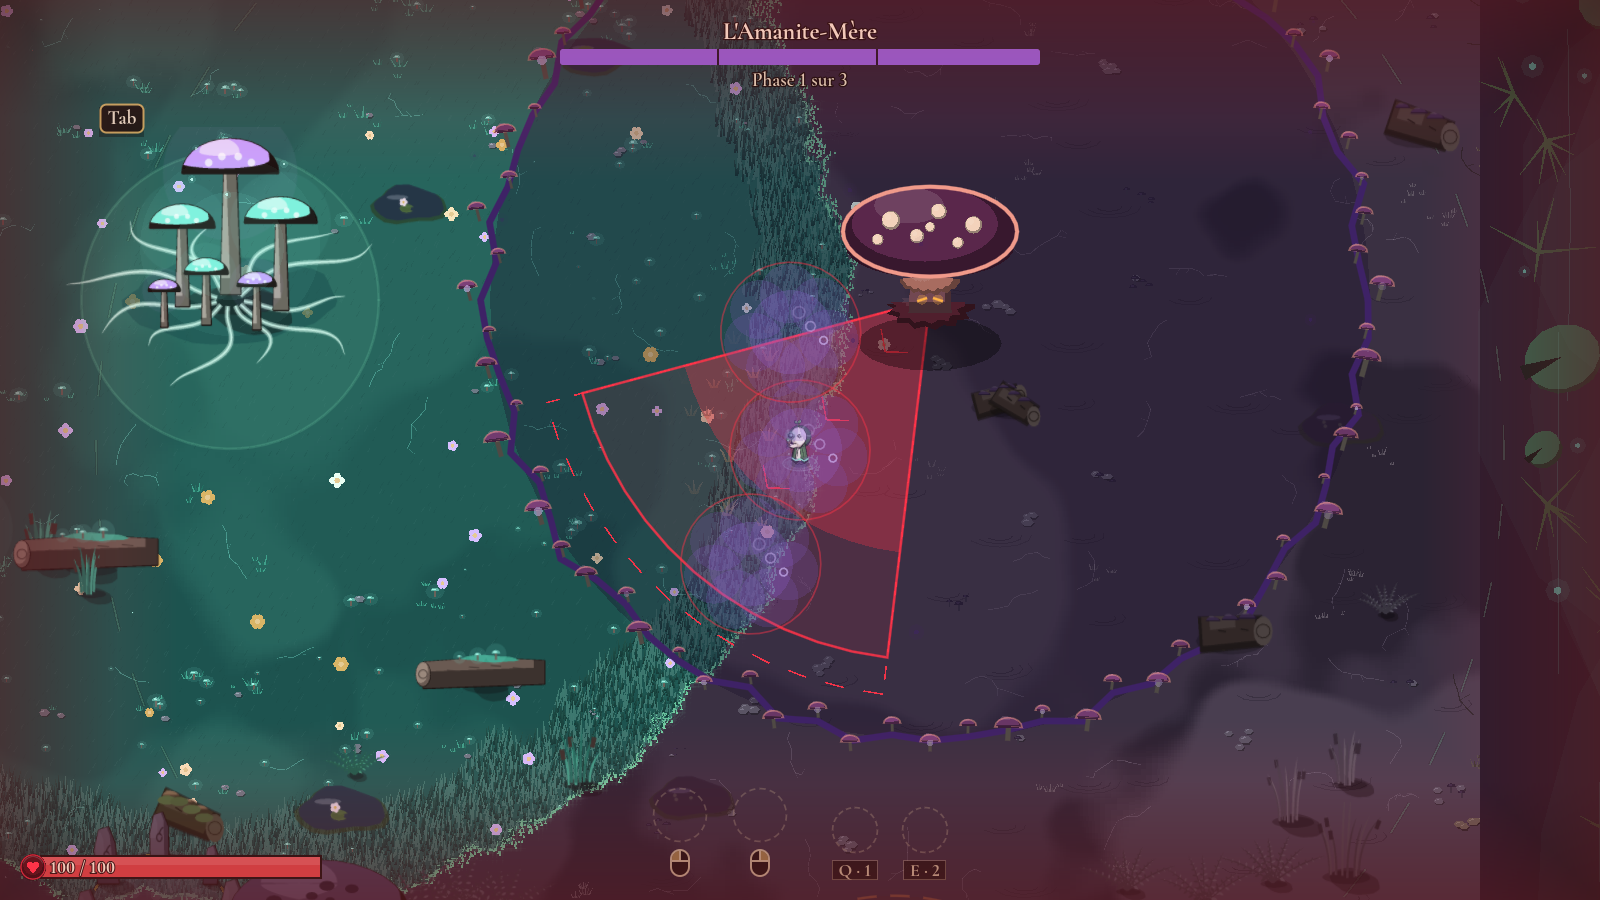 L'Amanite-Mère
Phase 1 sur 3
Tab
100 / 100
Q · 1
E · 2